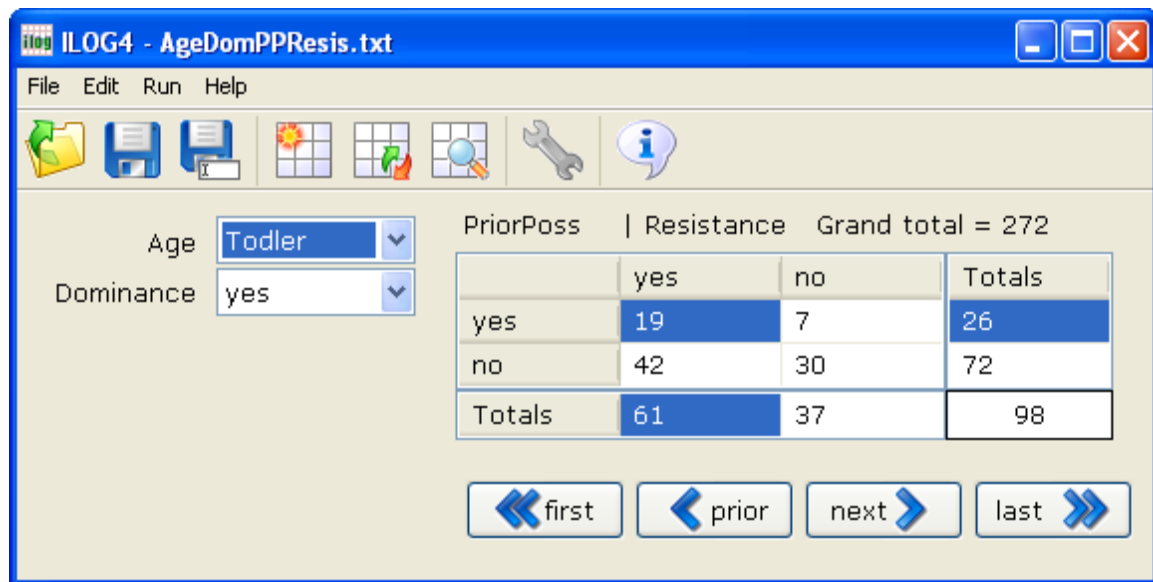 ilog ILOG4 - AgeDomPPResis.txt
File Edit Run Help
Age Todler
Dominance yes
PriorPoss | Resistance Grand total = 272
yes no Totals
yes 19 7 26
no 42 30 72
Totals 61 37 98
first prior next last